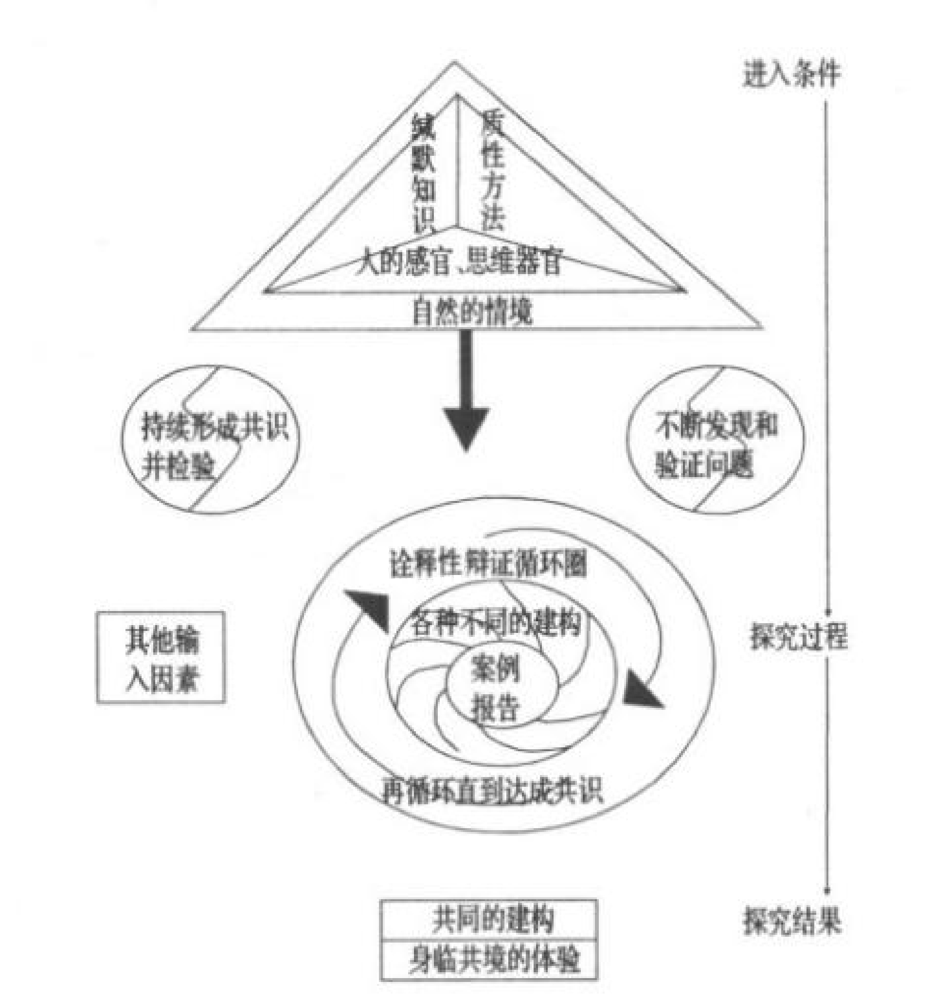 进入条件
缄默知识
质性方法
人的感官、思维器官
自然的情境
持续形成共识
并检验
不断发现和
验证问题
诠释性辩证循环圈
各种不同的建构
案例
报告
再循环直到达成共识
其他输
入因素
探究过程
共同的建构
身临共境的体验
探究结果